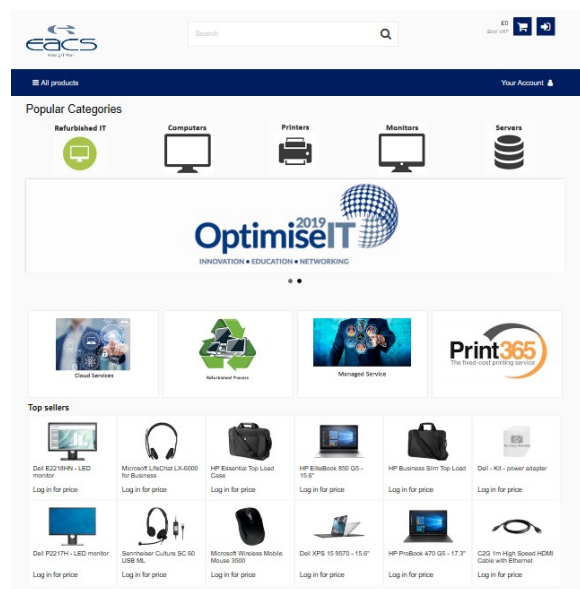 eacs
Search
£0
excl VAT
All products
Your Account
Popular Categories
Refurbished IT
Computers
Printers
Monitors
Servers
2019
OptimiseIT
INNOVATION • EDUCATION • NETWORKING
Cloud Services
Refurbished Process
Managed Service
Print365
The fixed-cost printing service
Top sellers
Dell E2218HN - LED
monitor
Microsoft LifeChat LX-6000
for Business
HP Essential Top Load
Case
HP EliteBook 850 G5 -
15.6"
HP Business Slim Top Load
Dell - Kit - power adapter
Log in for price
Log in for price
Log in for price
Log in for price
Log in for price
Log in for price
Dell P2217H - LED monitor
Sennheiser Culture SC 60
USB ML
Microsoft Wireless Mobile
Mouse 3500
Dell XPS 15 9570 - 15.6"
HP ProBook 470 G5 - 17.3"
C2G 1m High Speed HDMI
Cable with Ethernet
Log in for price
Log in for price
Log in for price
Log in for price
Log in for price
Log in for price